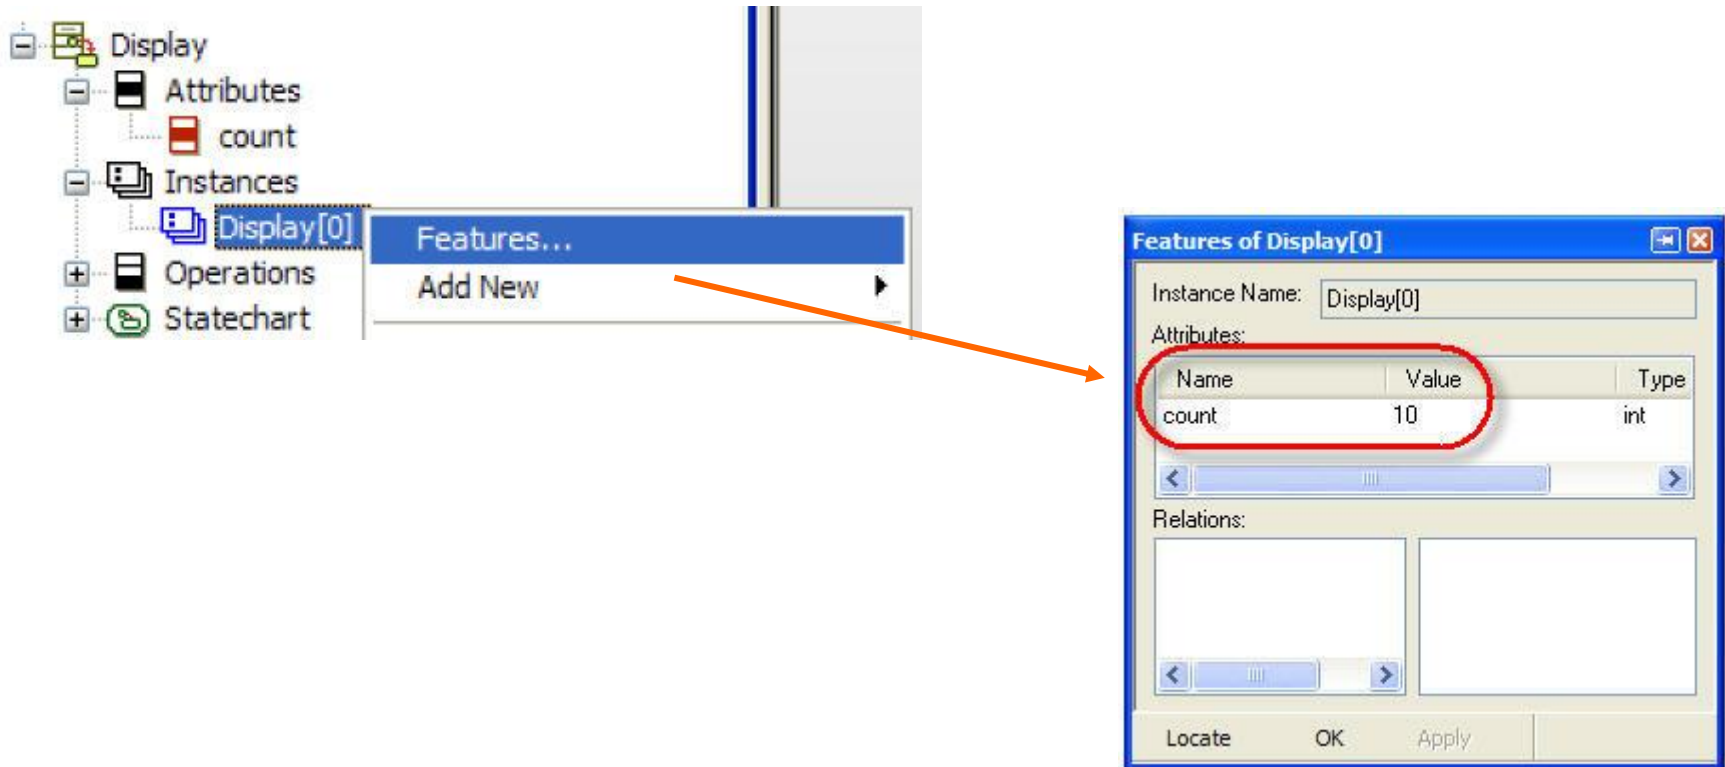 Display
Attributes
count
Instances
Display[0]
Features...
Add New
Operations
Statechart
Features of Display[0]
Instance Name: Display[0]
Attributes:
Name Value Type
count 10 int
Relations:
Locate OK Apply